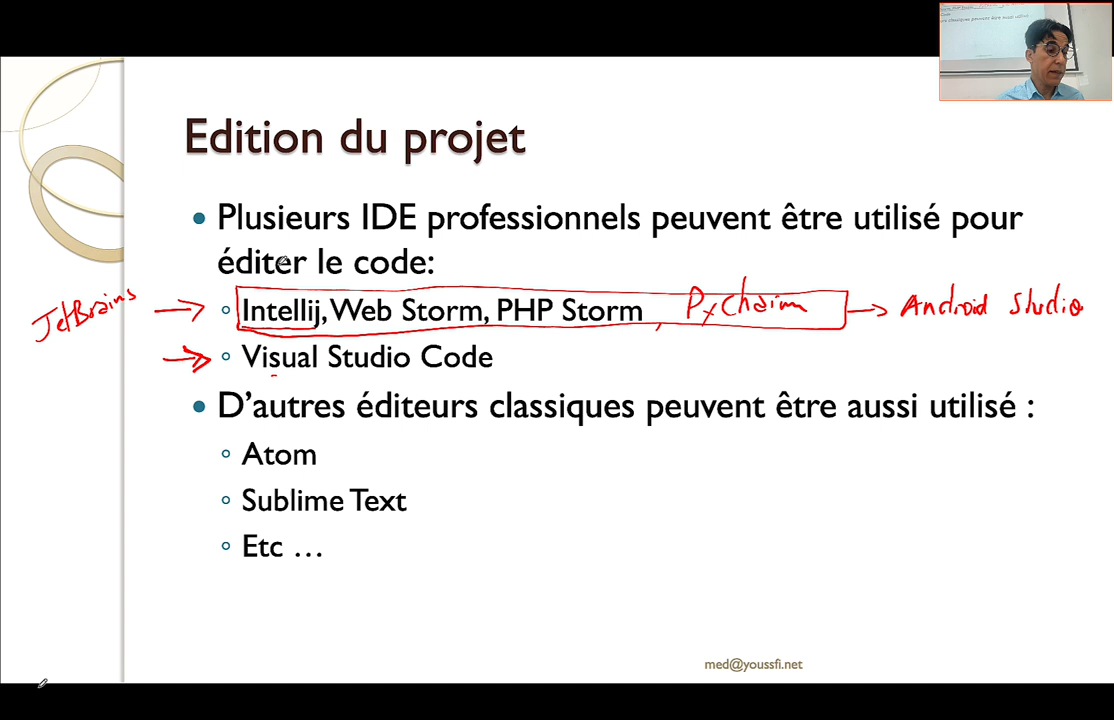 Edition du projet
Plusieurs IDE professionnels peuvent être utilisé pour
éditer le code:
JetBrains
Intellij, Web Storm, PHP Storm , PyCharm
Android Studio
Visual Studio Code
D'autres éditeurs classiques peuvent être aussi utilisé :
Atom
Sublime Text
Etc …
med@youssfi.net